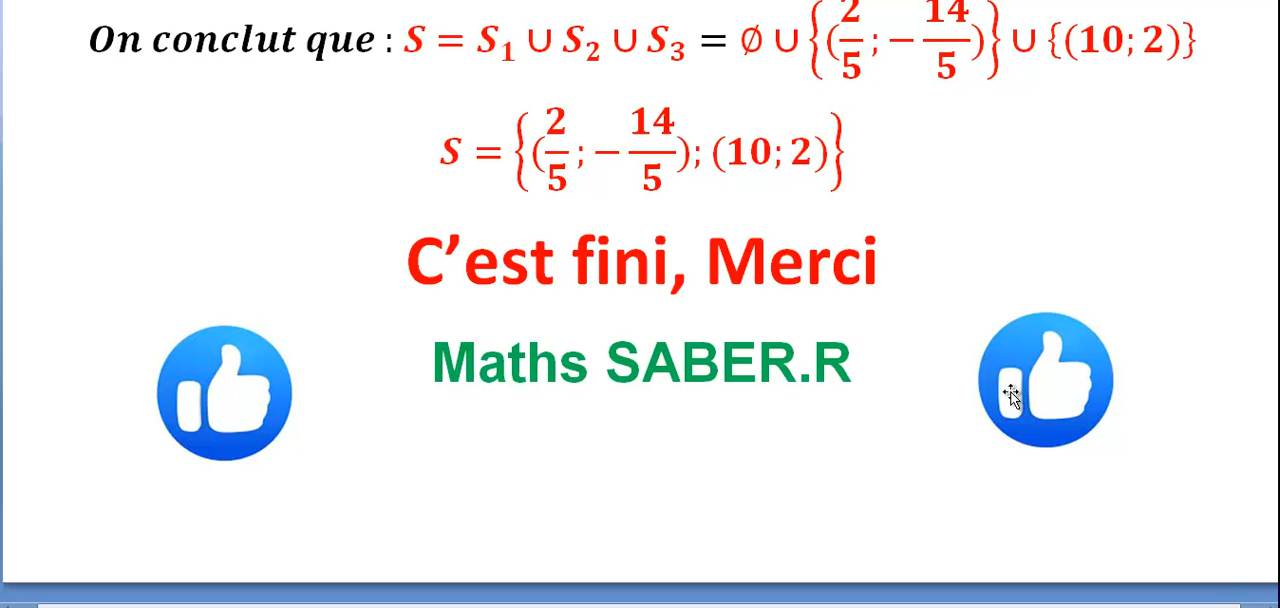 On conclut que : S = S₁ ∪ S₂ ∪ S₃ = ∅ ∪ {(2/5 ; −14/5)} ∪ {(10; 2)}
S = {(2/5 ; −14/5); (10; 2)}
C’est fini, Merci
Maths SABER.R